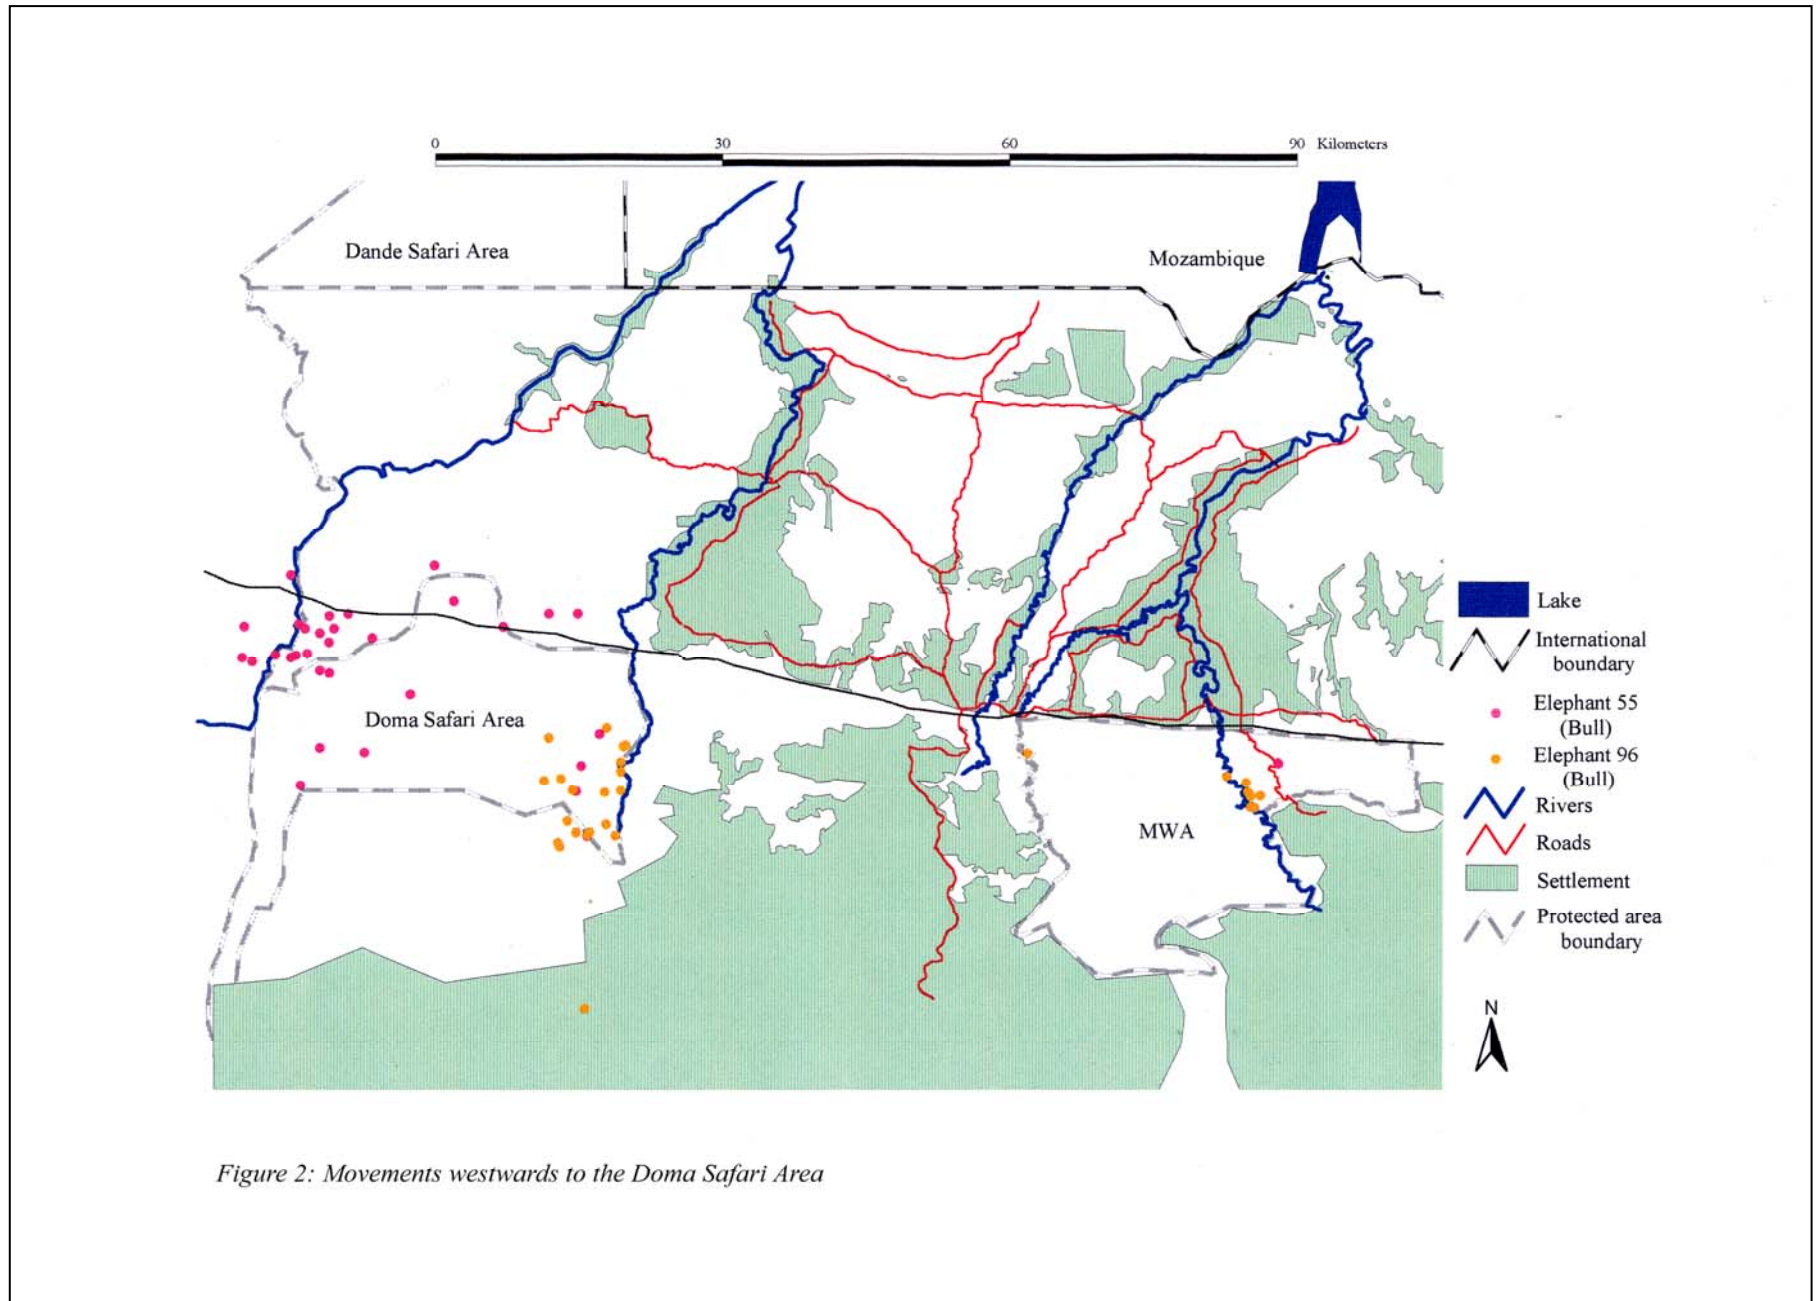 0 30 60 90 Kilometers
Dande Safari Area
Mozambique
Doma Safari Area
MWA
Lake
International
boundary
Elephant 55
(Bull)
Elephant 96
(Bull)
Rivers
Roads
Settlement
Protected area
boundary
N
Figure 2: Movements westwards to the Doma Safari Area